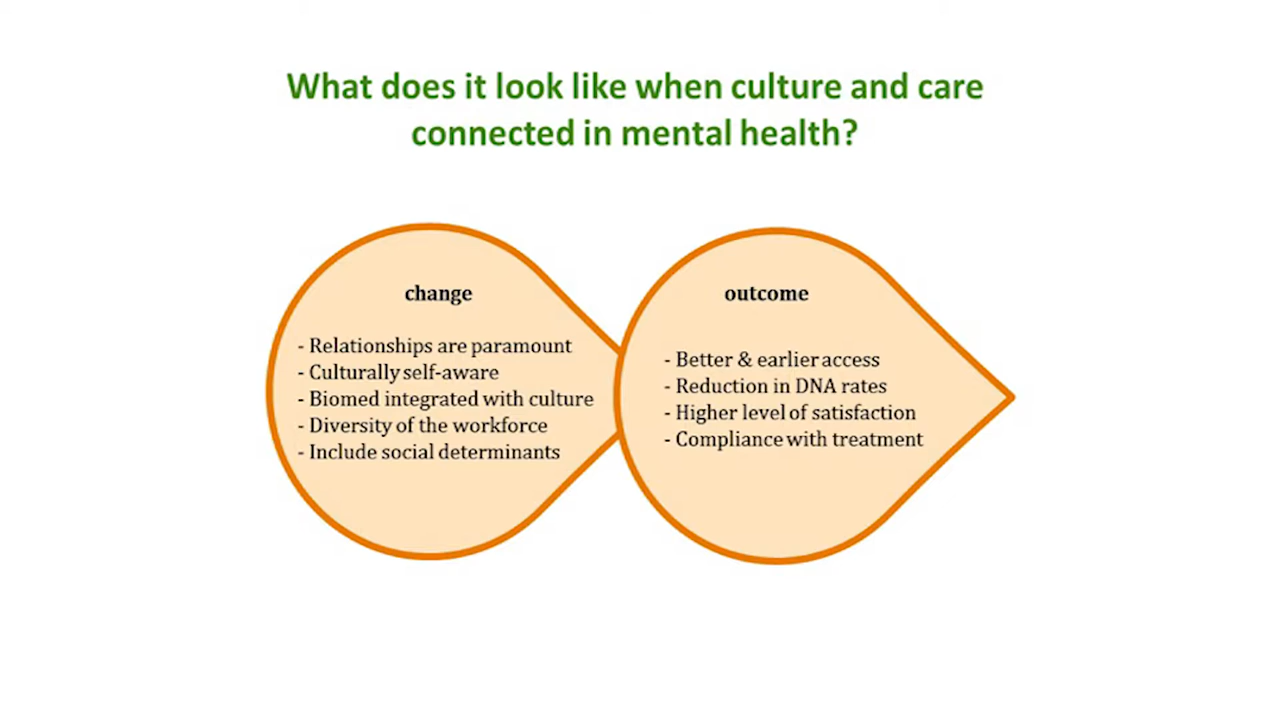 What does it look like when culture and care
connected in mental health?
change
- Relationships are paramount
- Culturally self-aware
- Biomed integrated with culture
- Diversity of the workforce
- Include social determinants
outcome
- Better & earlier access
- Reduction in DNA rates
- Higher level of satisfaction
- Compliance with treatment